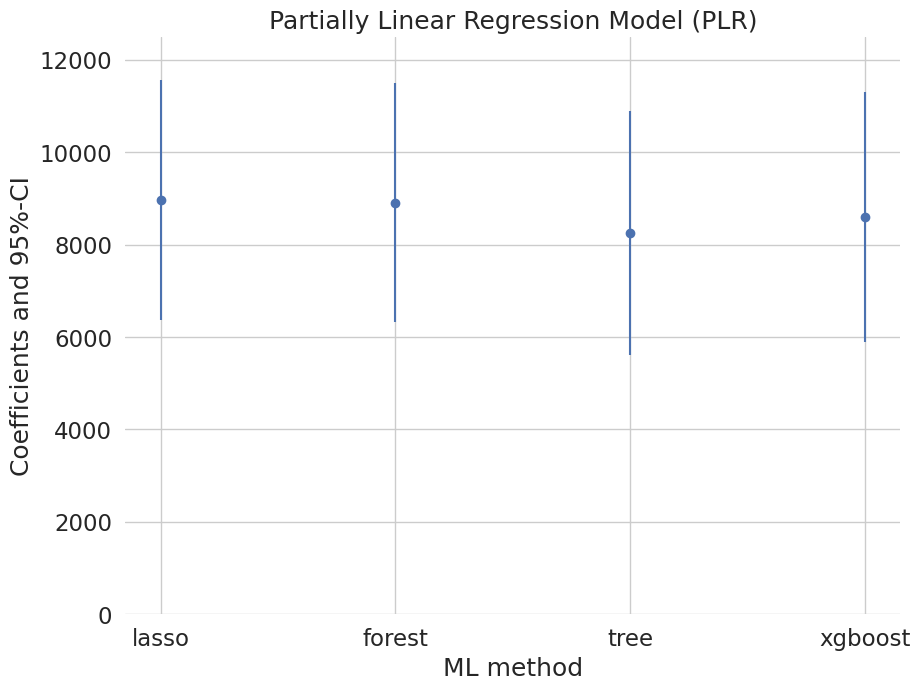 Partially Linear Regression Model (PLR)
12000
10000
8000
6000
4000
2000
0
Coefficients and 95%-CI
lasso
forest
tree
xgboost
ML method